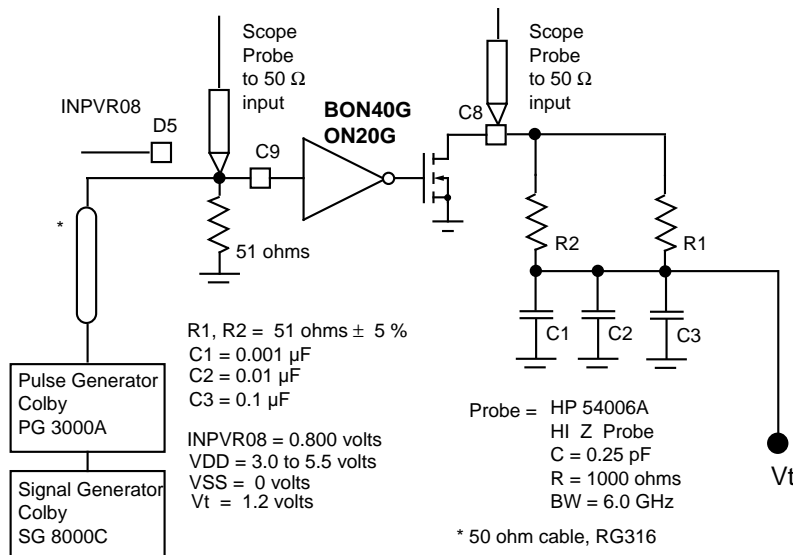 Scope
Probe
to 50 Ω
input
Scope
Probe
to 50 Ω
input
INPVR08
D5
C9
BON40G
ON20G
C8
*
51 ohms
R2
R1
C1
C2
C3
R1, R2 = 51 ohms ± 5 %
C1 = 0.001 µF
C2 = 0.01 µF
C3 = 0.1 µF
INPVR08 = 0.800 volts
VDD = 3.0 to 5.5 volts
VSS = 0 volts
Vt = 1.2 volts
Pulse Generator
Colby
PG 3000A
Signal Generator
Colby
SG 8000C
Probe = HP 54006A
HI Z Probe
C = 0.25 pF
R = 1000 ohms
BW = 6.0 GHz
Vt
* 50 ohm cable, RG316